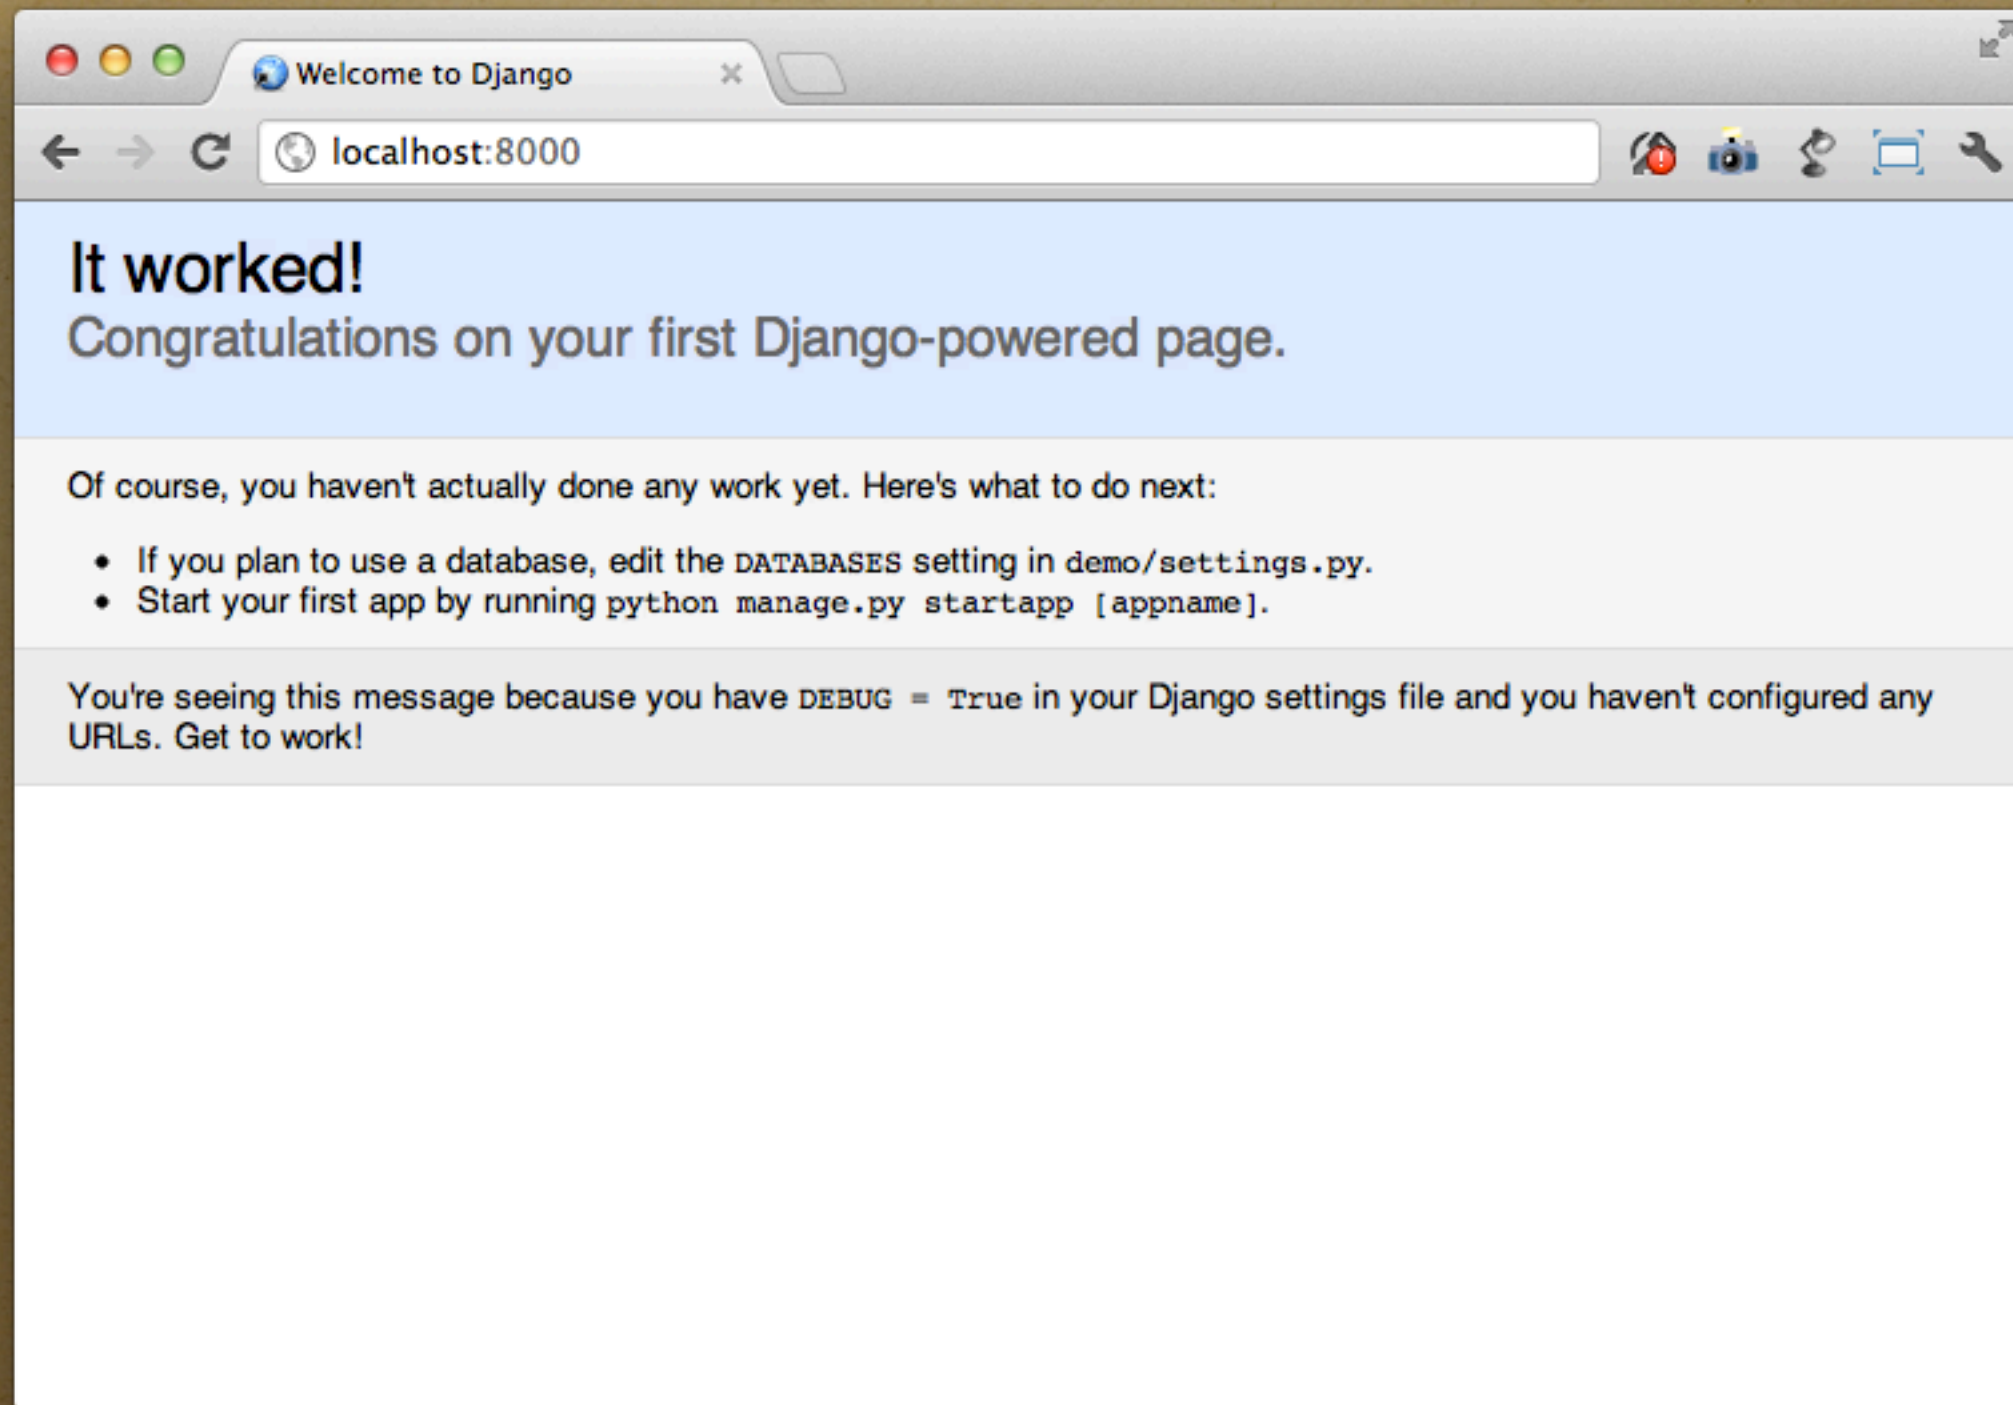 Welcome to Django
localhost:8000
It worked!
Congratulations on your first Django-powered page.
Of course, you haven't actually done any work yet. Here's what to do next:
• If you plan to use a database, edit the DATABASES setting in demo/settings.py.
• Start your first app by running python manage.py startapp [appname].
You're seeing this message because you have DEBUG = True in your Django settings file and you haven't configured any
URLs. Get to work!